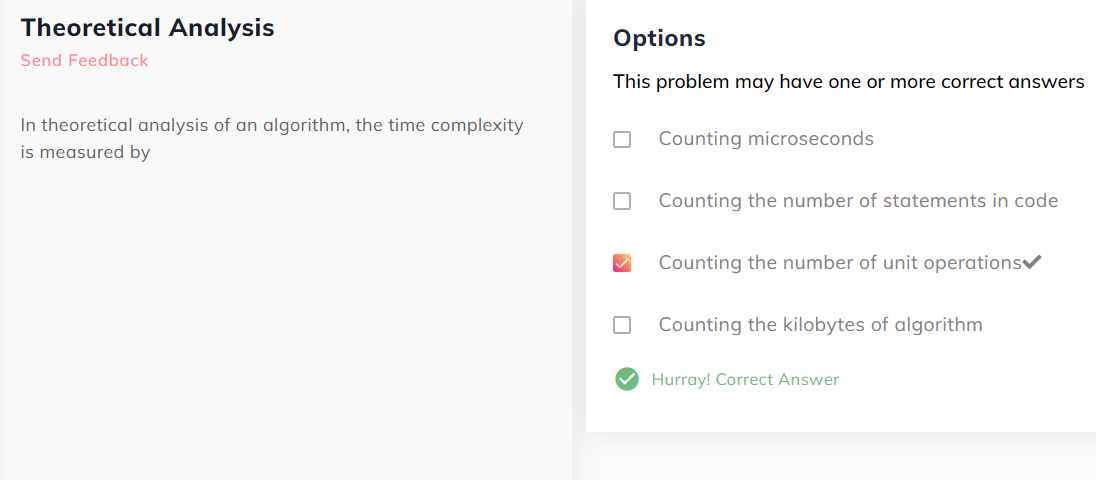 Theoretical Analysis
Send Feedback
In theoretical analysis of an algorithm, the time complexity
is measured by
Options
This problem may have one or more correct answers
Counting microseconds
Counting the number of statements in code
Counting the number of unit operations
Counting the kilobytes of algorithm
Hurray! Correct Answer